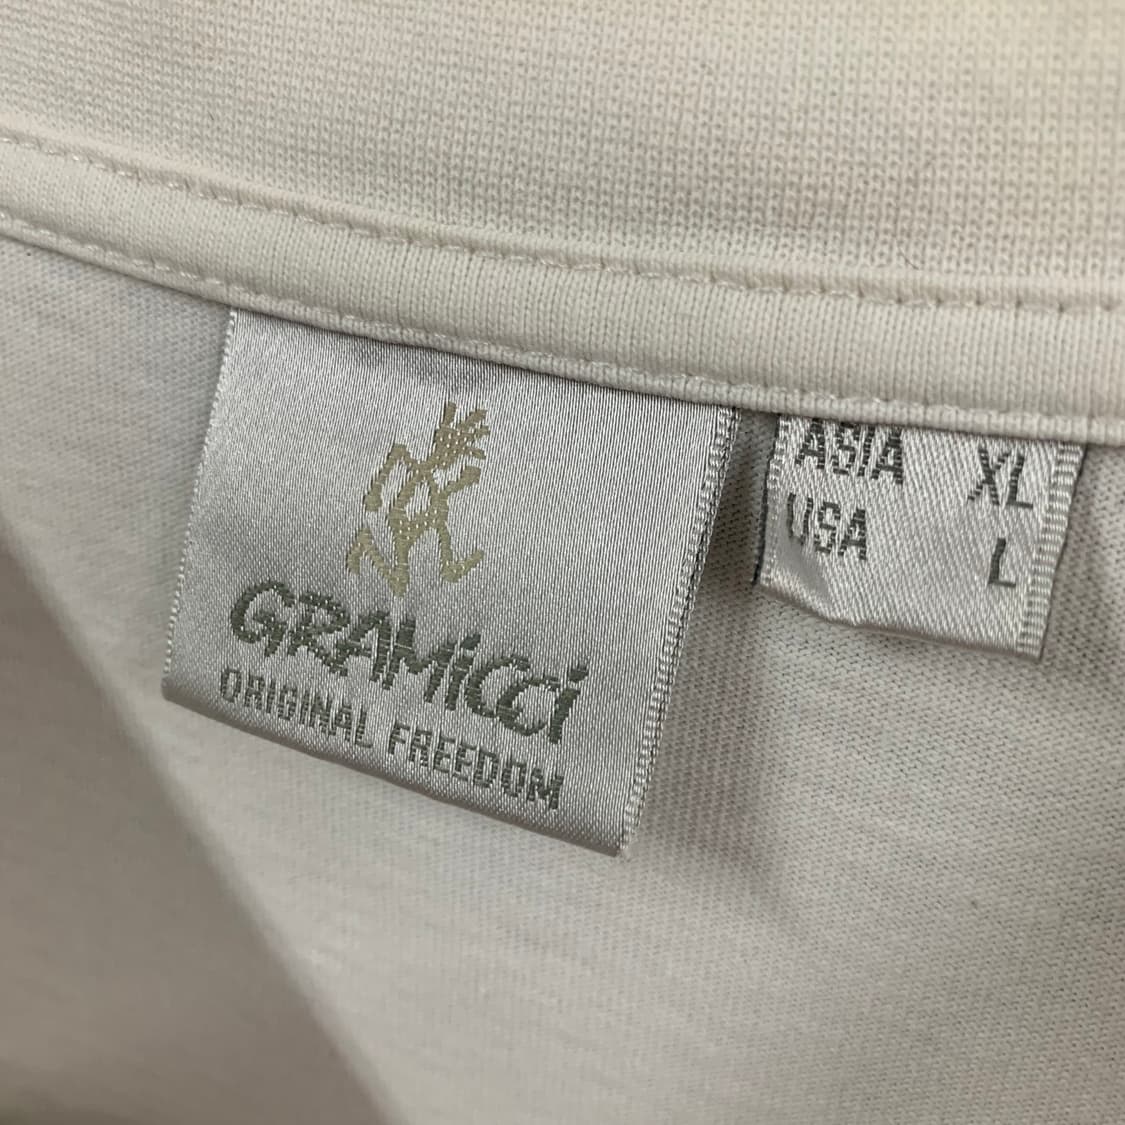 GRAMiCCi
ORIGINAL FREEDOM
ASIA XL
USA L